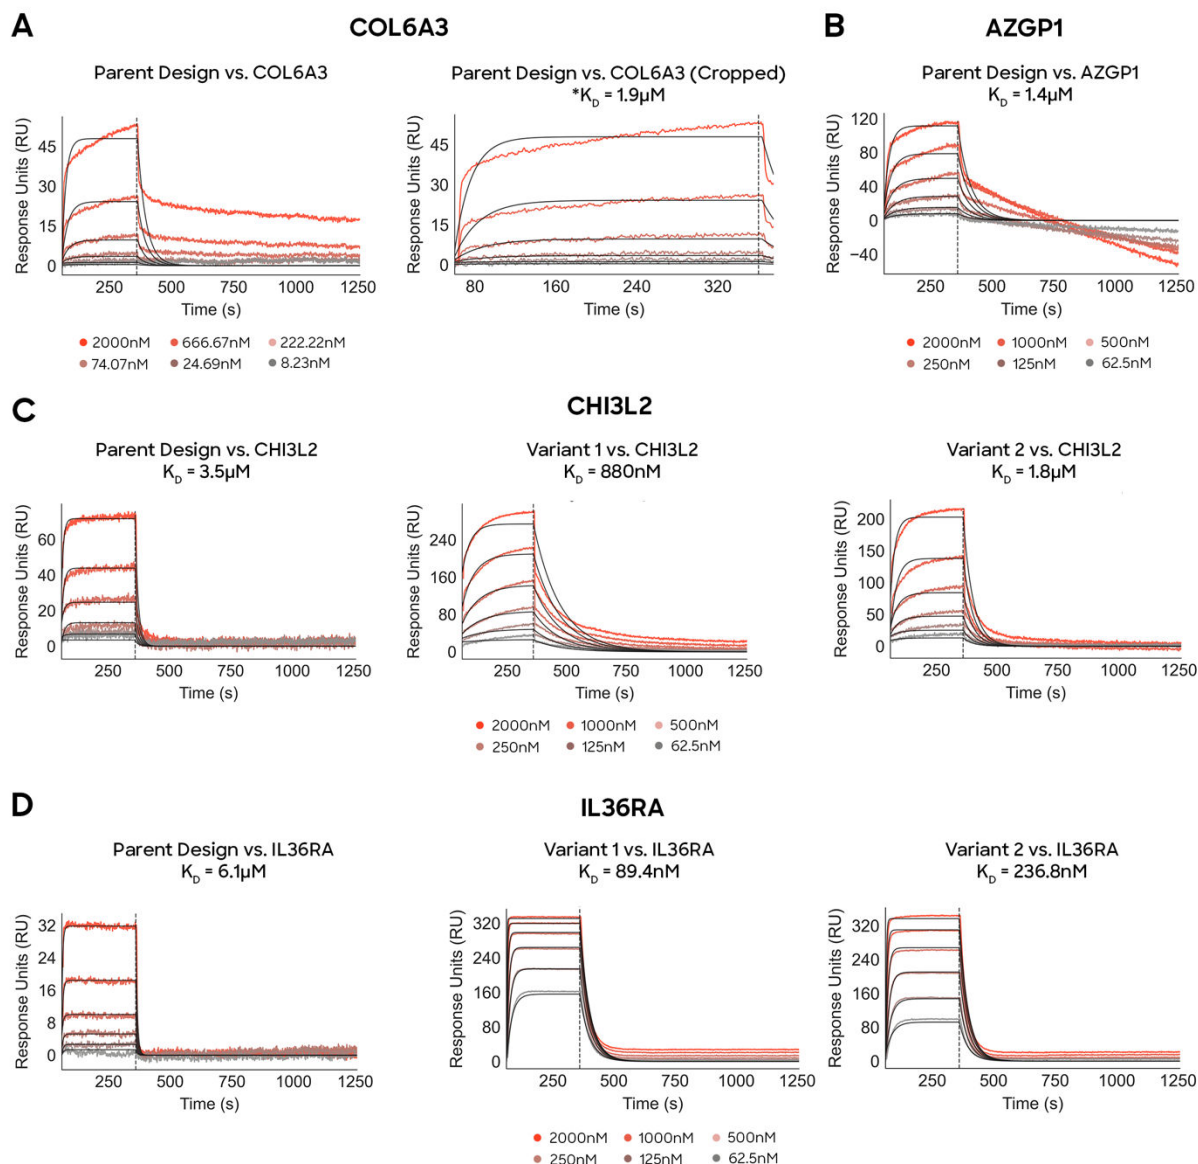 A
COL6A3
Parent Design vs. COL6A3
Response Units (RU)
45
30
15
0
250 500 750 1000 1250
Time (s)
Parent Design vs. COL6A3 (Cropped)
*K_D = 1.9µM
Response Units (RU)
45
30
15
0
80 160 240 320
Time (s)
2000nM 666.67nM 222.22nM
74.07nM 24.69nM 8.23nM
B
AZGP1
Parent Design vs. AZGP1
K_D = 1.4µM
Response Units (RU)
120
80
40
0
−40
250 500 750 1000 1250
Time (s)
2000nM 1000nM 500nM
250nM 125nM 62.5nM
C
CHI3L2
Parent Design vs. CHI3L2
K_D = 3.5µM
Response Units (RU)
60
40
20
0
250 500 750 1000 1250
Time (s)
Variant 1 vs. CHI3L2
K_D = 880nM
Response Units (RU)
240
160
80
0
250 500 750 1000 1250
Time (s)
Variant 2 vs. CHI3L2
K_D = 1.8µM
Response Units (RU)
200
150
100
50
0
250 500 750 1000 1250
Time (s)
2000nM 1000nM 500nM
250nM 125nM 62.5nM
D
IL36RA
Parent Design vs. IL36RA
K_D = 6.1µM
Response Units (RU)
32
24
16
8
0
250 500 750 1000 1250
Time (s)
Variant 1 vs. IL36RA
K_D = 89.4nM
Response Units (RU)
320
240
160
80
0
250 500 750 1000 1250
Time (s)
Variant 2 vs. IL36RA
K_D = 236.8nM
Response Units (RU)
320
240
160
80
0
250 500 750 1000 1250
Time (s)
2000nM 1000nM 500nM
250nM 125nM 62.5nM